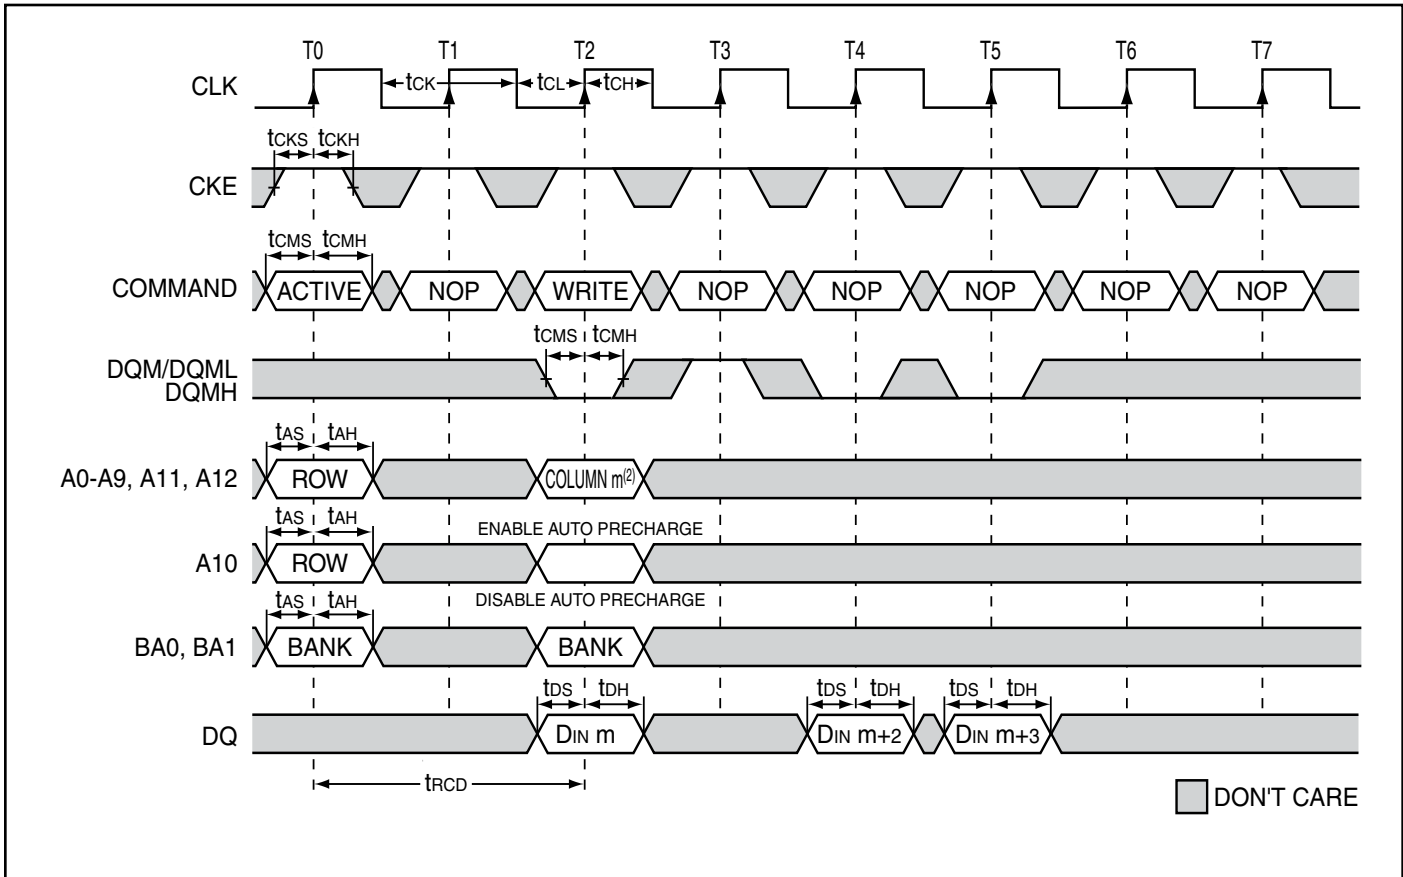 T0 T1 T2 T3 T4 T5 T6 T7
CLK tCK tCL tCH
tCKS tCKH
CKE
tCMS tCMH
COMMAND ACTIVE NOP WRITE NOP NOP NOP NOP NOP
tCMS tCMH
DQM/DQML
DQMH
tAS tAH
A0-A9, A11, A12 ROW COLUMN m(2)
tAS tAH ENABLE AUTO PRECHARGE
A10 ROW
tAS tAH DISABLE AUTO PRECHARGE
BA0, BA1 BANK BANK
tDS tDH tDS tDH tDS tDH
DQ DIN m DIN m+2 DIN m+3
tRCD
DON'T CARE